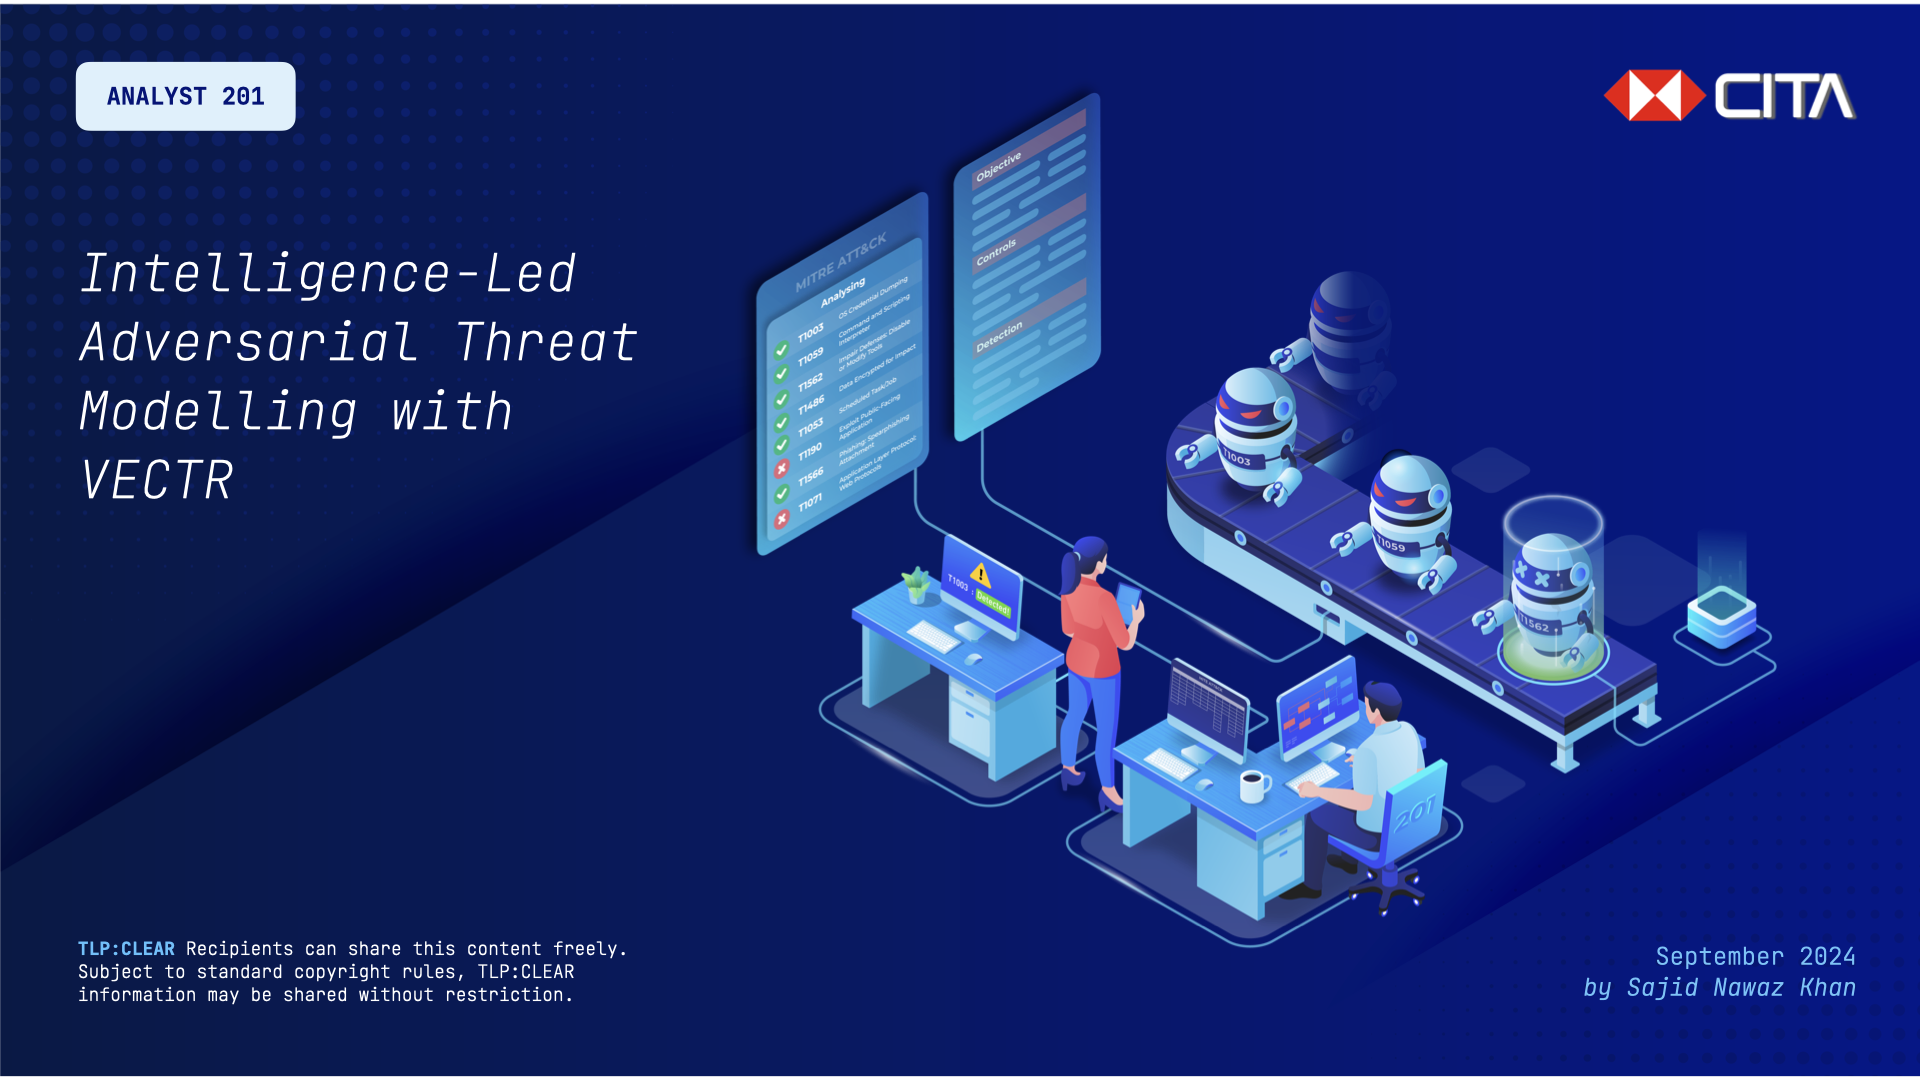 ANALYST 201
CITA
Intelligence-Led
Adversarial Threat
Modelling with
VECTR
MITRE ATT&CK
Analysing
T1003 OS Credential Dumping
T1059 Command and Scripting
Interpreter
T1562 Impair Defenses: Disable
or Modify Tools
T1486 Data Encrypted for Impact
T1053 Scheduled Task/Job
T1190 Exploit Public-Facing
Application
T1566 Phishing: Spearphishing
Attachment
T1071 Application Layer Protocol:
Web Protocols
Objective
Controls
Detection
T1003
T1059
T1562
T1003 : Detected!
201
TLP:CLEAR Recipients can share this content freely.
Subject to standard copyright rules, TLP:CLEAR
information may be shared without restriction.
September 2024
by Sajid Nawaz Khan